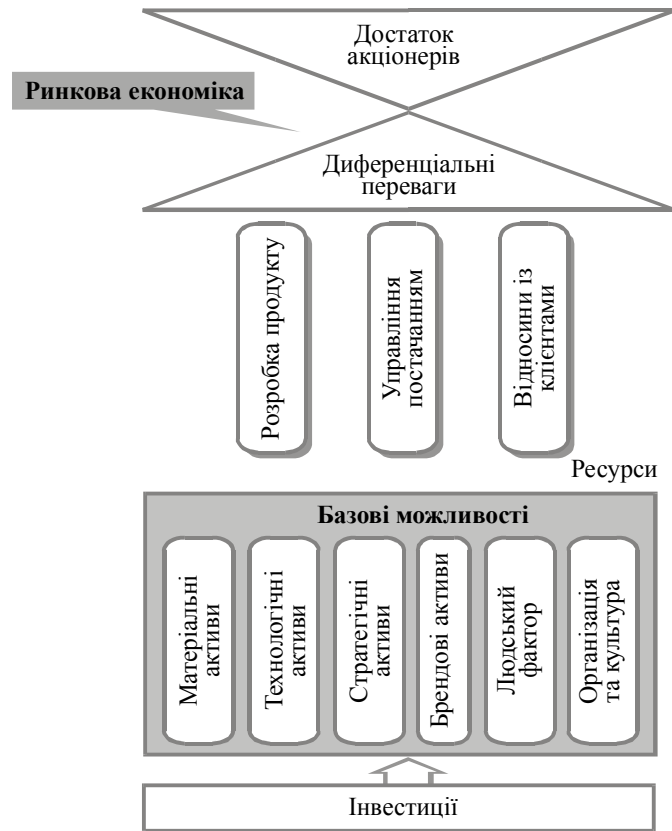 Достаток
акціонерів
Ринкова економіка
Диференціальні
переваги
Розробка продукту
Управління
постачанням
Відносини із
клієнтами
Ресурси
Базові можливості
Матеріальні
активи
Технологічні
активи
Стратегічні
активи
Брендові активи
Людський
фактор
Організація
та культура
Інвестиції